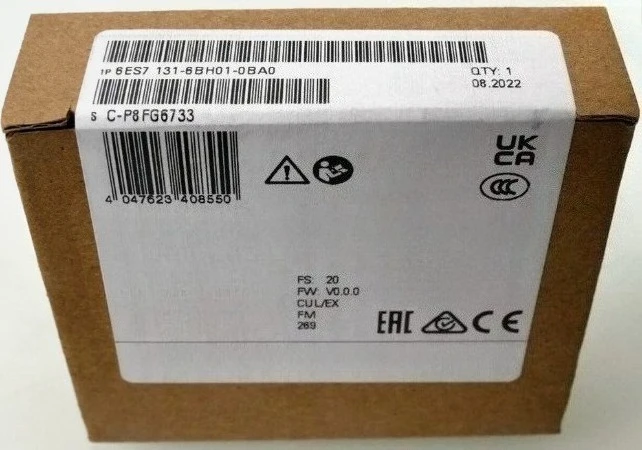 1P 6ES7 131-6BH01-0BA0
QTY: 1
08.2022
S C-P8FG6733
UK
CA
CCC
4 047623 408550
FS: 20
FW: V0.0.0
CUL/EX
FM
269
EAC CE